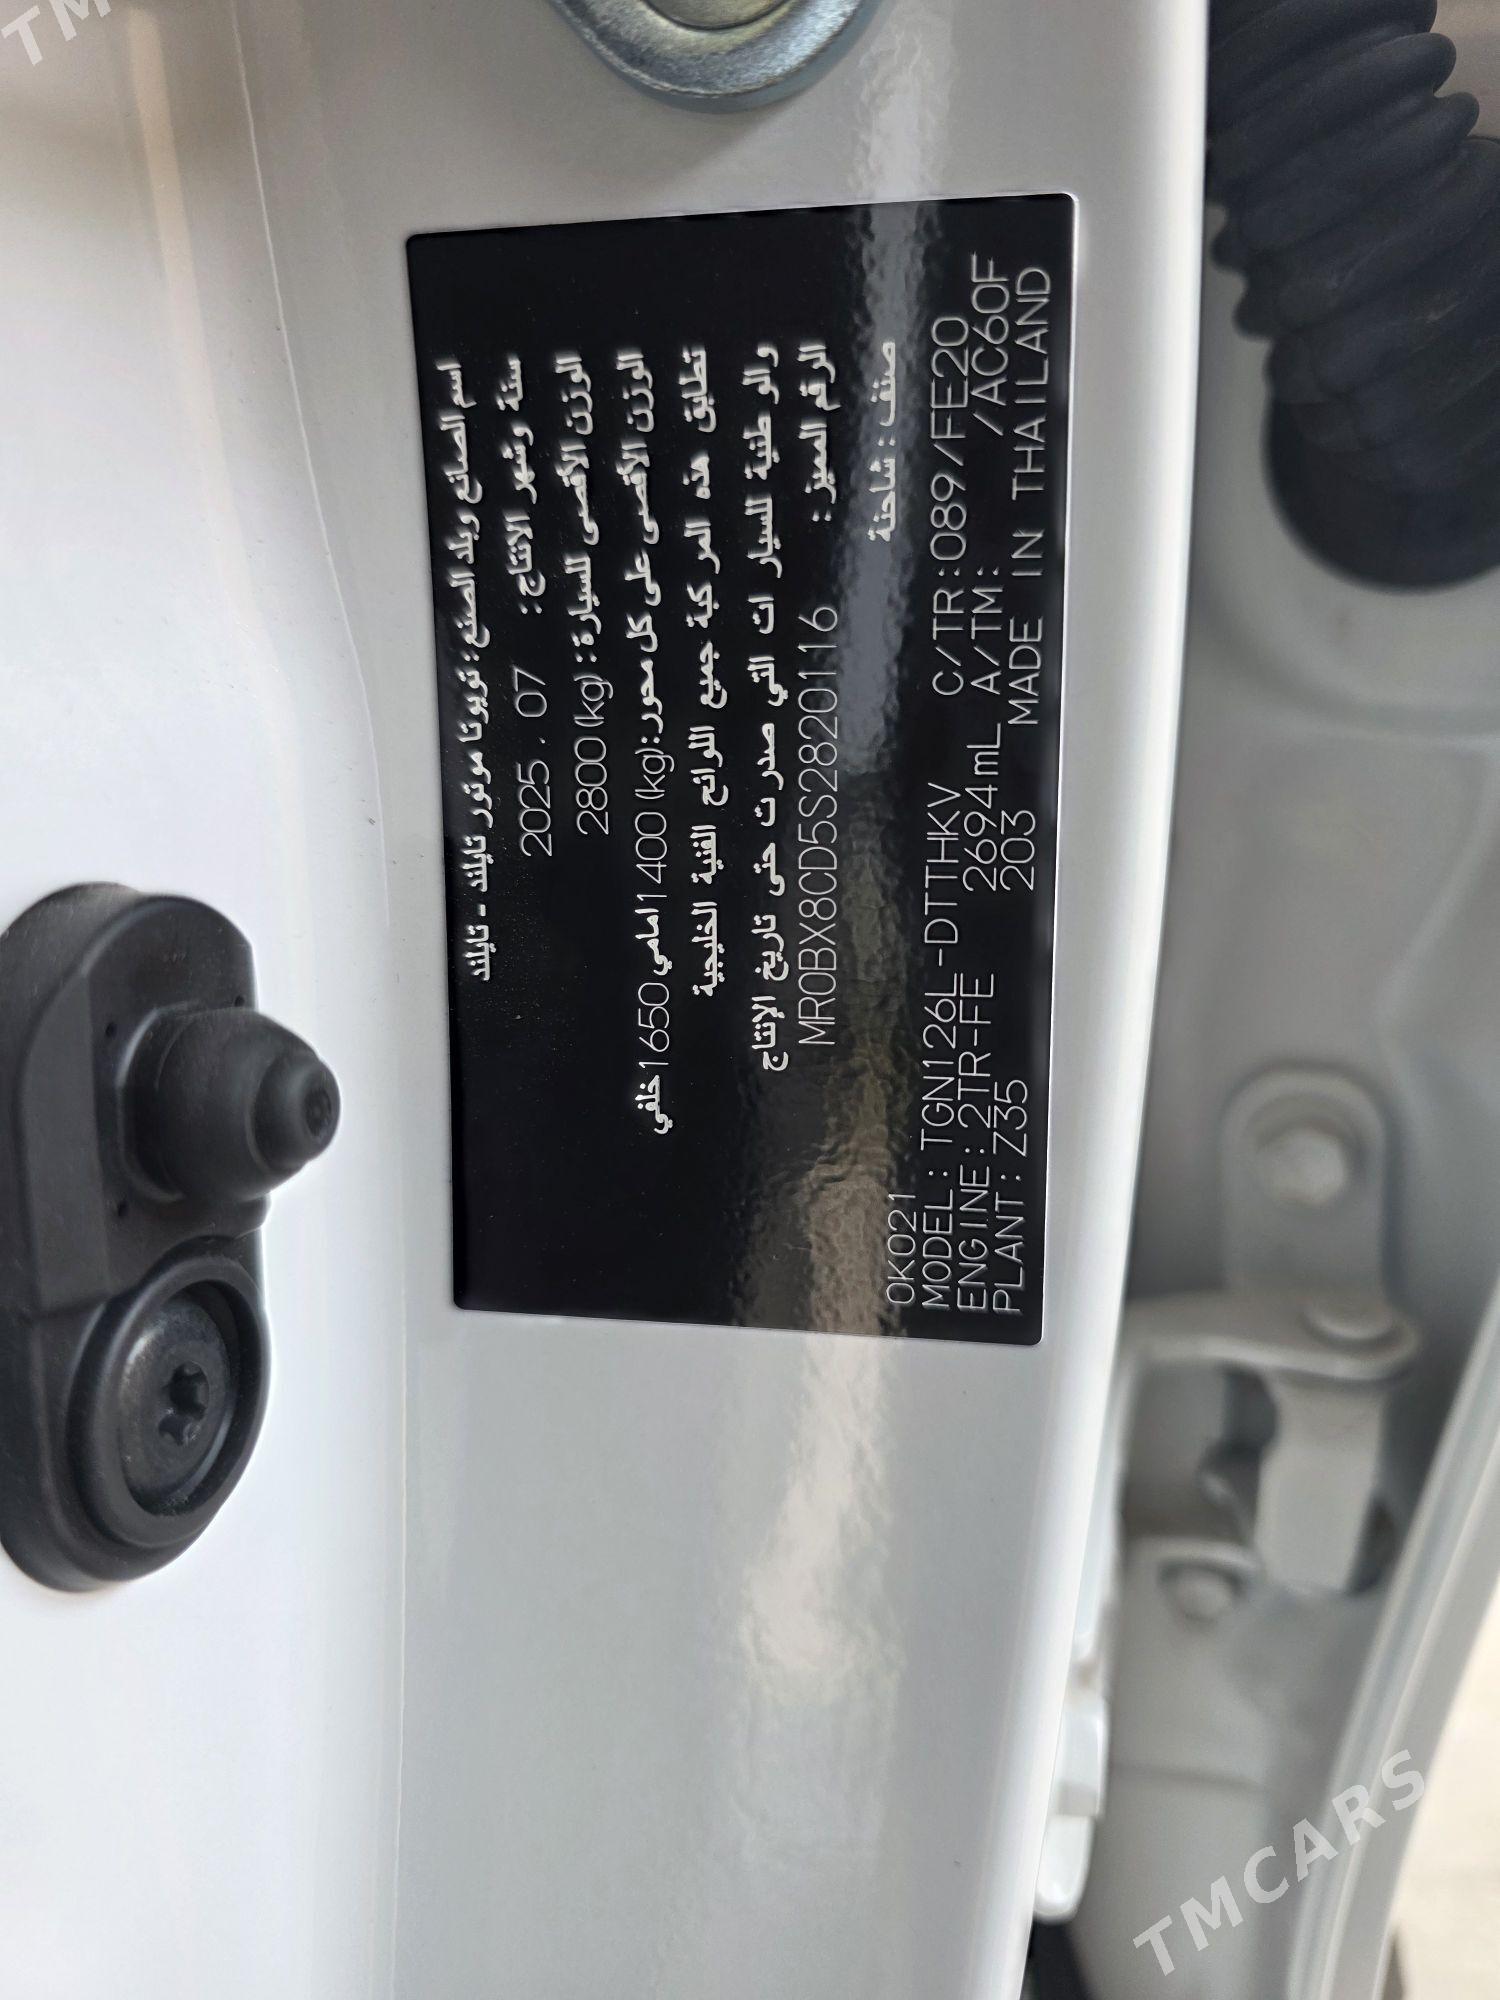 اسم الصانع وبلد الصنع : تويوتا موتور تايلند - تايلند
سنة وشهر الانتاج : 2025.07
الوزن الأقصى للسيارة : 2800(kg)
الوزن الأقصى على كل محور:(kg) 1400 امامي 1650 خلفي
تطابق هذه المركبة جميع اللوائح الفنية الخليجية
والوطنية للسيارات التي صدرت حتى تاريخ الإنتاج
الرقم المميز : MR0BX8CD5S2820116
صنف : شاحنة
0K021
MODEL:TGN126L-DTTHKV C/TR:089/FE20
ENGINE:2TR-FE 2694mL A/TM: /AC60F
PLANT:Z35 203 MADE IN THAILAND
TMCARS
TM